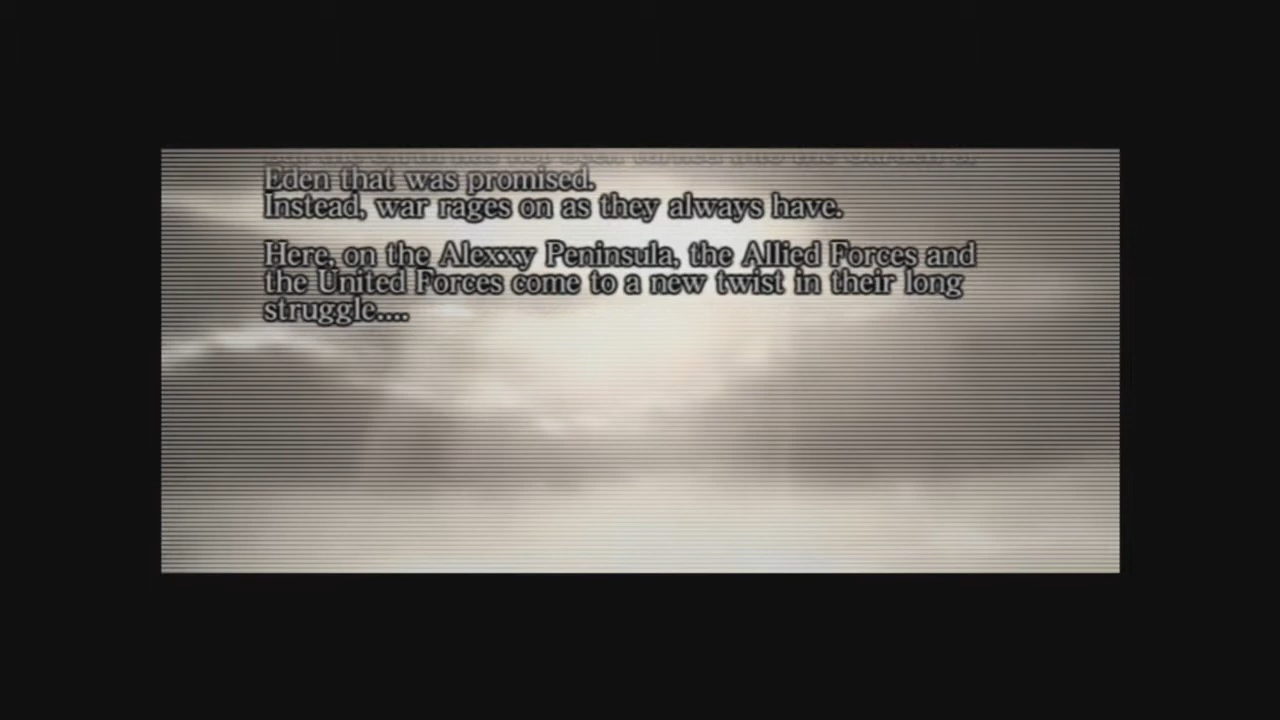 Eden that was promised.
Instead, war rages on as they always have.
Here, on the Alexxy Peninsula, the Allied Forces and
the United Forces come to a new twist in their long
struggle....